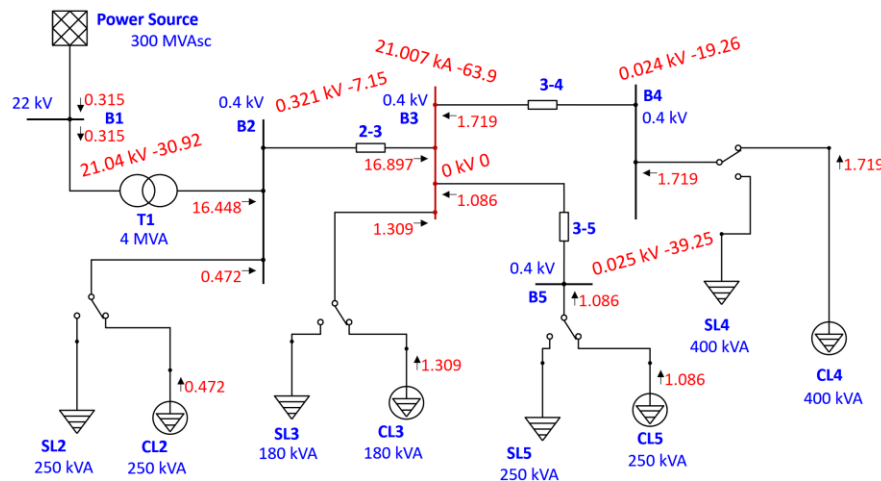 Power Source
300 MVAsc
22 kV
0.315
B1
0.315
21.04 kV -30.92
T1
4 MVA
16.448
0.4 kV
0.321 kV -7.15
B2
2-3
16.897
0.472
21.007 kA -63.9
0.4 kV
B3
1.719
0 kV 0
1.086
1.309
3-4
0.024 kV -19.26
B4
0.4 kV
1.719
1.719
3-5
0.4 kV
0.025 kV -39.25
B5
1.086
0.472
1.309
1.086
SL2
250 kVA
CL2
250 kVA
SL3
180 kVA
CL3
180 kVA
SL5
250 kVA
CL5
250 kVA
SL4
400 kVA
CL4
400 kVA